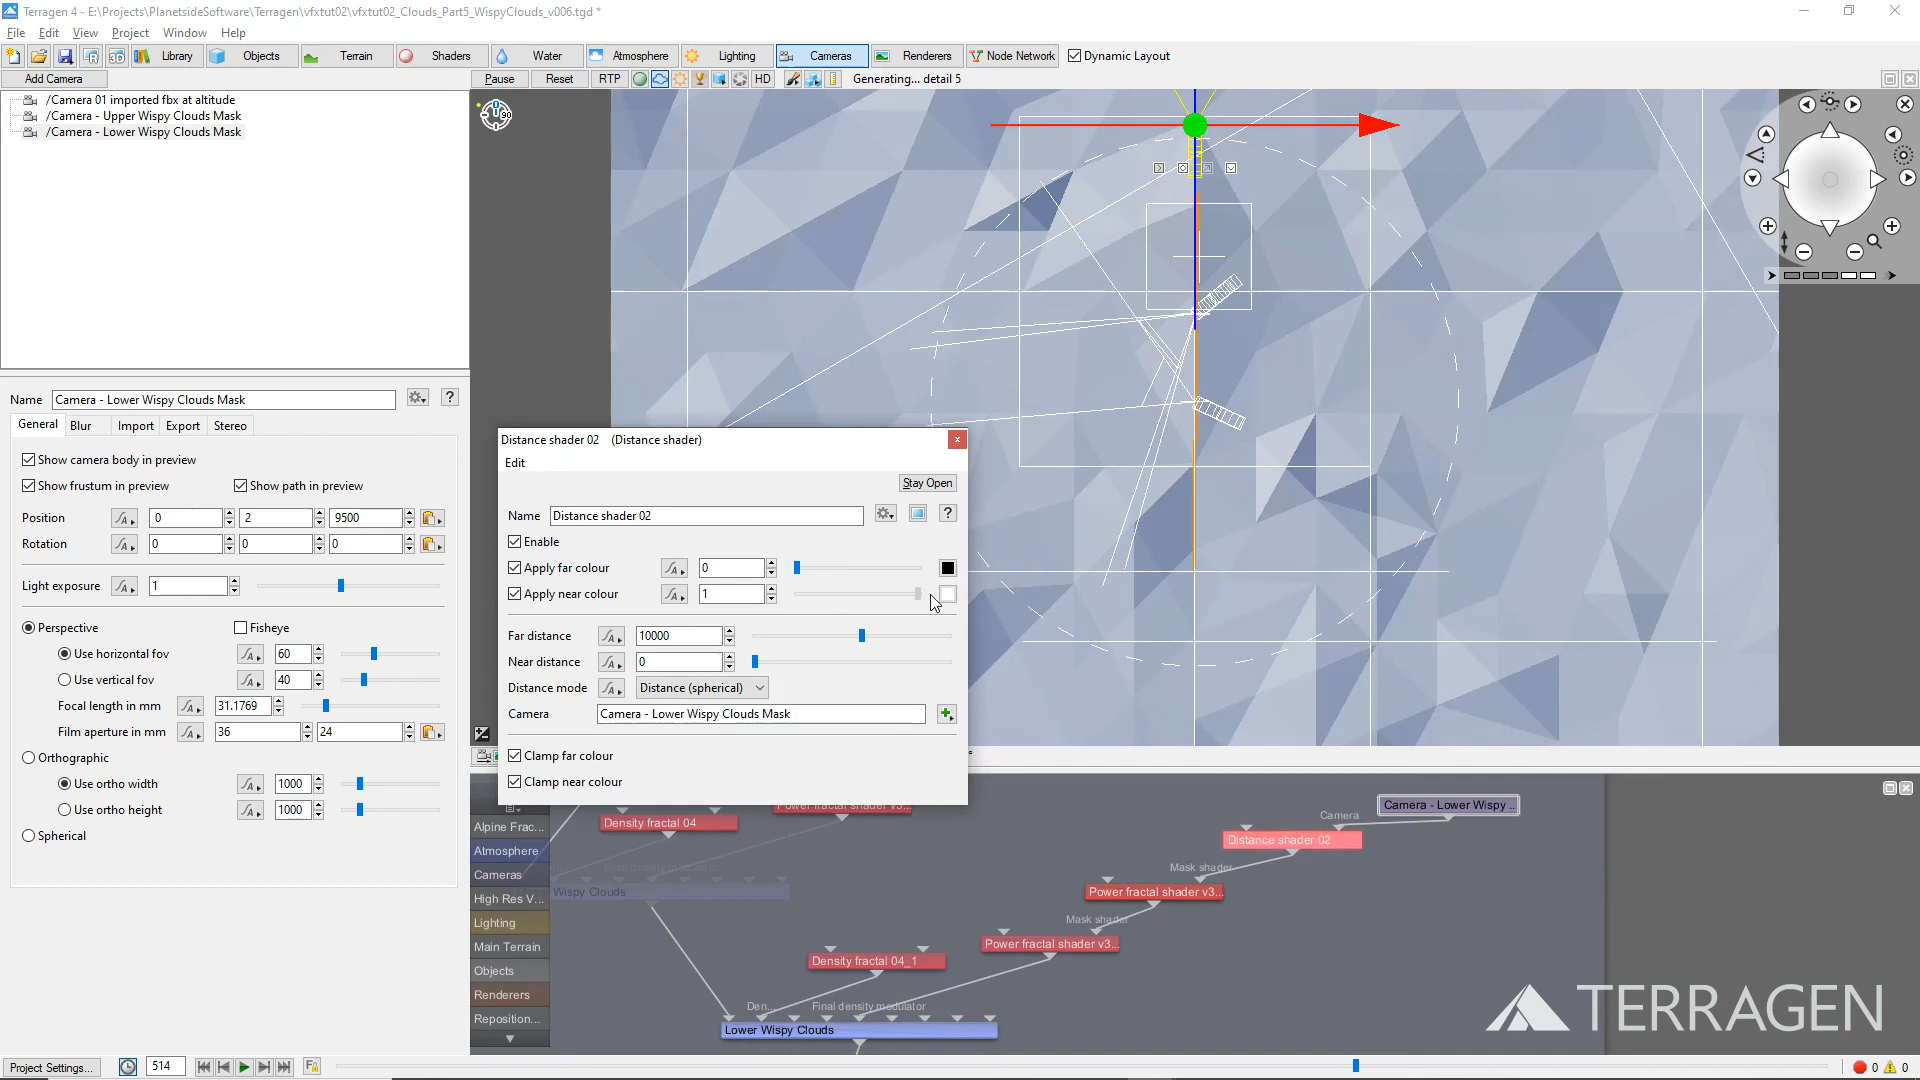 Terragen 4 - E:\Projects\PlanetsideSoftware\Terragen\vfxtut02\vfxtut02_Clouds_Part5_WispyClouds_v006.tgd *
File Edit View Project Window Help
Library Objects Terrain Shaders Water Atmosphere Lighting Cameras Renderers Node Network Dynamic Layout
Add Camera Pause Reset RTP HD Generating... detail 5
/Camera 01 imported fbx at altitude
/Camera - Upper Wispy Clouds Mask
/Camera - Lower Wispy Clouds Mask
90
Name Camera - Lower Wispy Clouds Mask ?
General Blur Import Export Stereo
Show camera body in preview
Show frustum in preview Show path in preview
Position 0 2 9500
Rotation 0 0 0
Light exposure 1
Perspective Fisheye
Use horizontal fov 60
Use vertical fov 40
Focal length in mm 31.1769
Film aperture in mm 36 24
Orthographic
Use ortho width 1000
Use ortho height 1000
Spherical
Distance shader 02 (Distance shader)
Edit
Stay Open
Name Distance shader 02 ?
Enable
Apply far colour 0
Apply near colour 1
Far distance 10000
Near distance 0
Distance mode Distance (spherical)
Camera Camera - Lower Wispy Clouds Mask
Clamp far colour
Clamp near colour
Alpine Frac...
Atmosphere
Cameras
High Res V...
Lighting
Main Terrain
Objects
Renderers
Reposition...
Power fractal shader v3...
Density fractal 04
Final density modulator
Wispy Clouds
Camera - Lower Wispy ...
Camera
Distance shader 02
Mask shader
Power fractal shader v3...
Mask shader
Power fractal shader v3...
Density fractal 04_1
Den... Final density modulator
Lower Wispy Clouds
TERRAGEN
Project Settings... 514 0 0